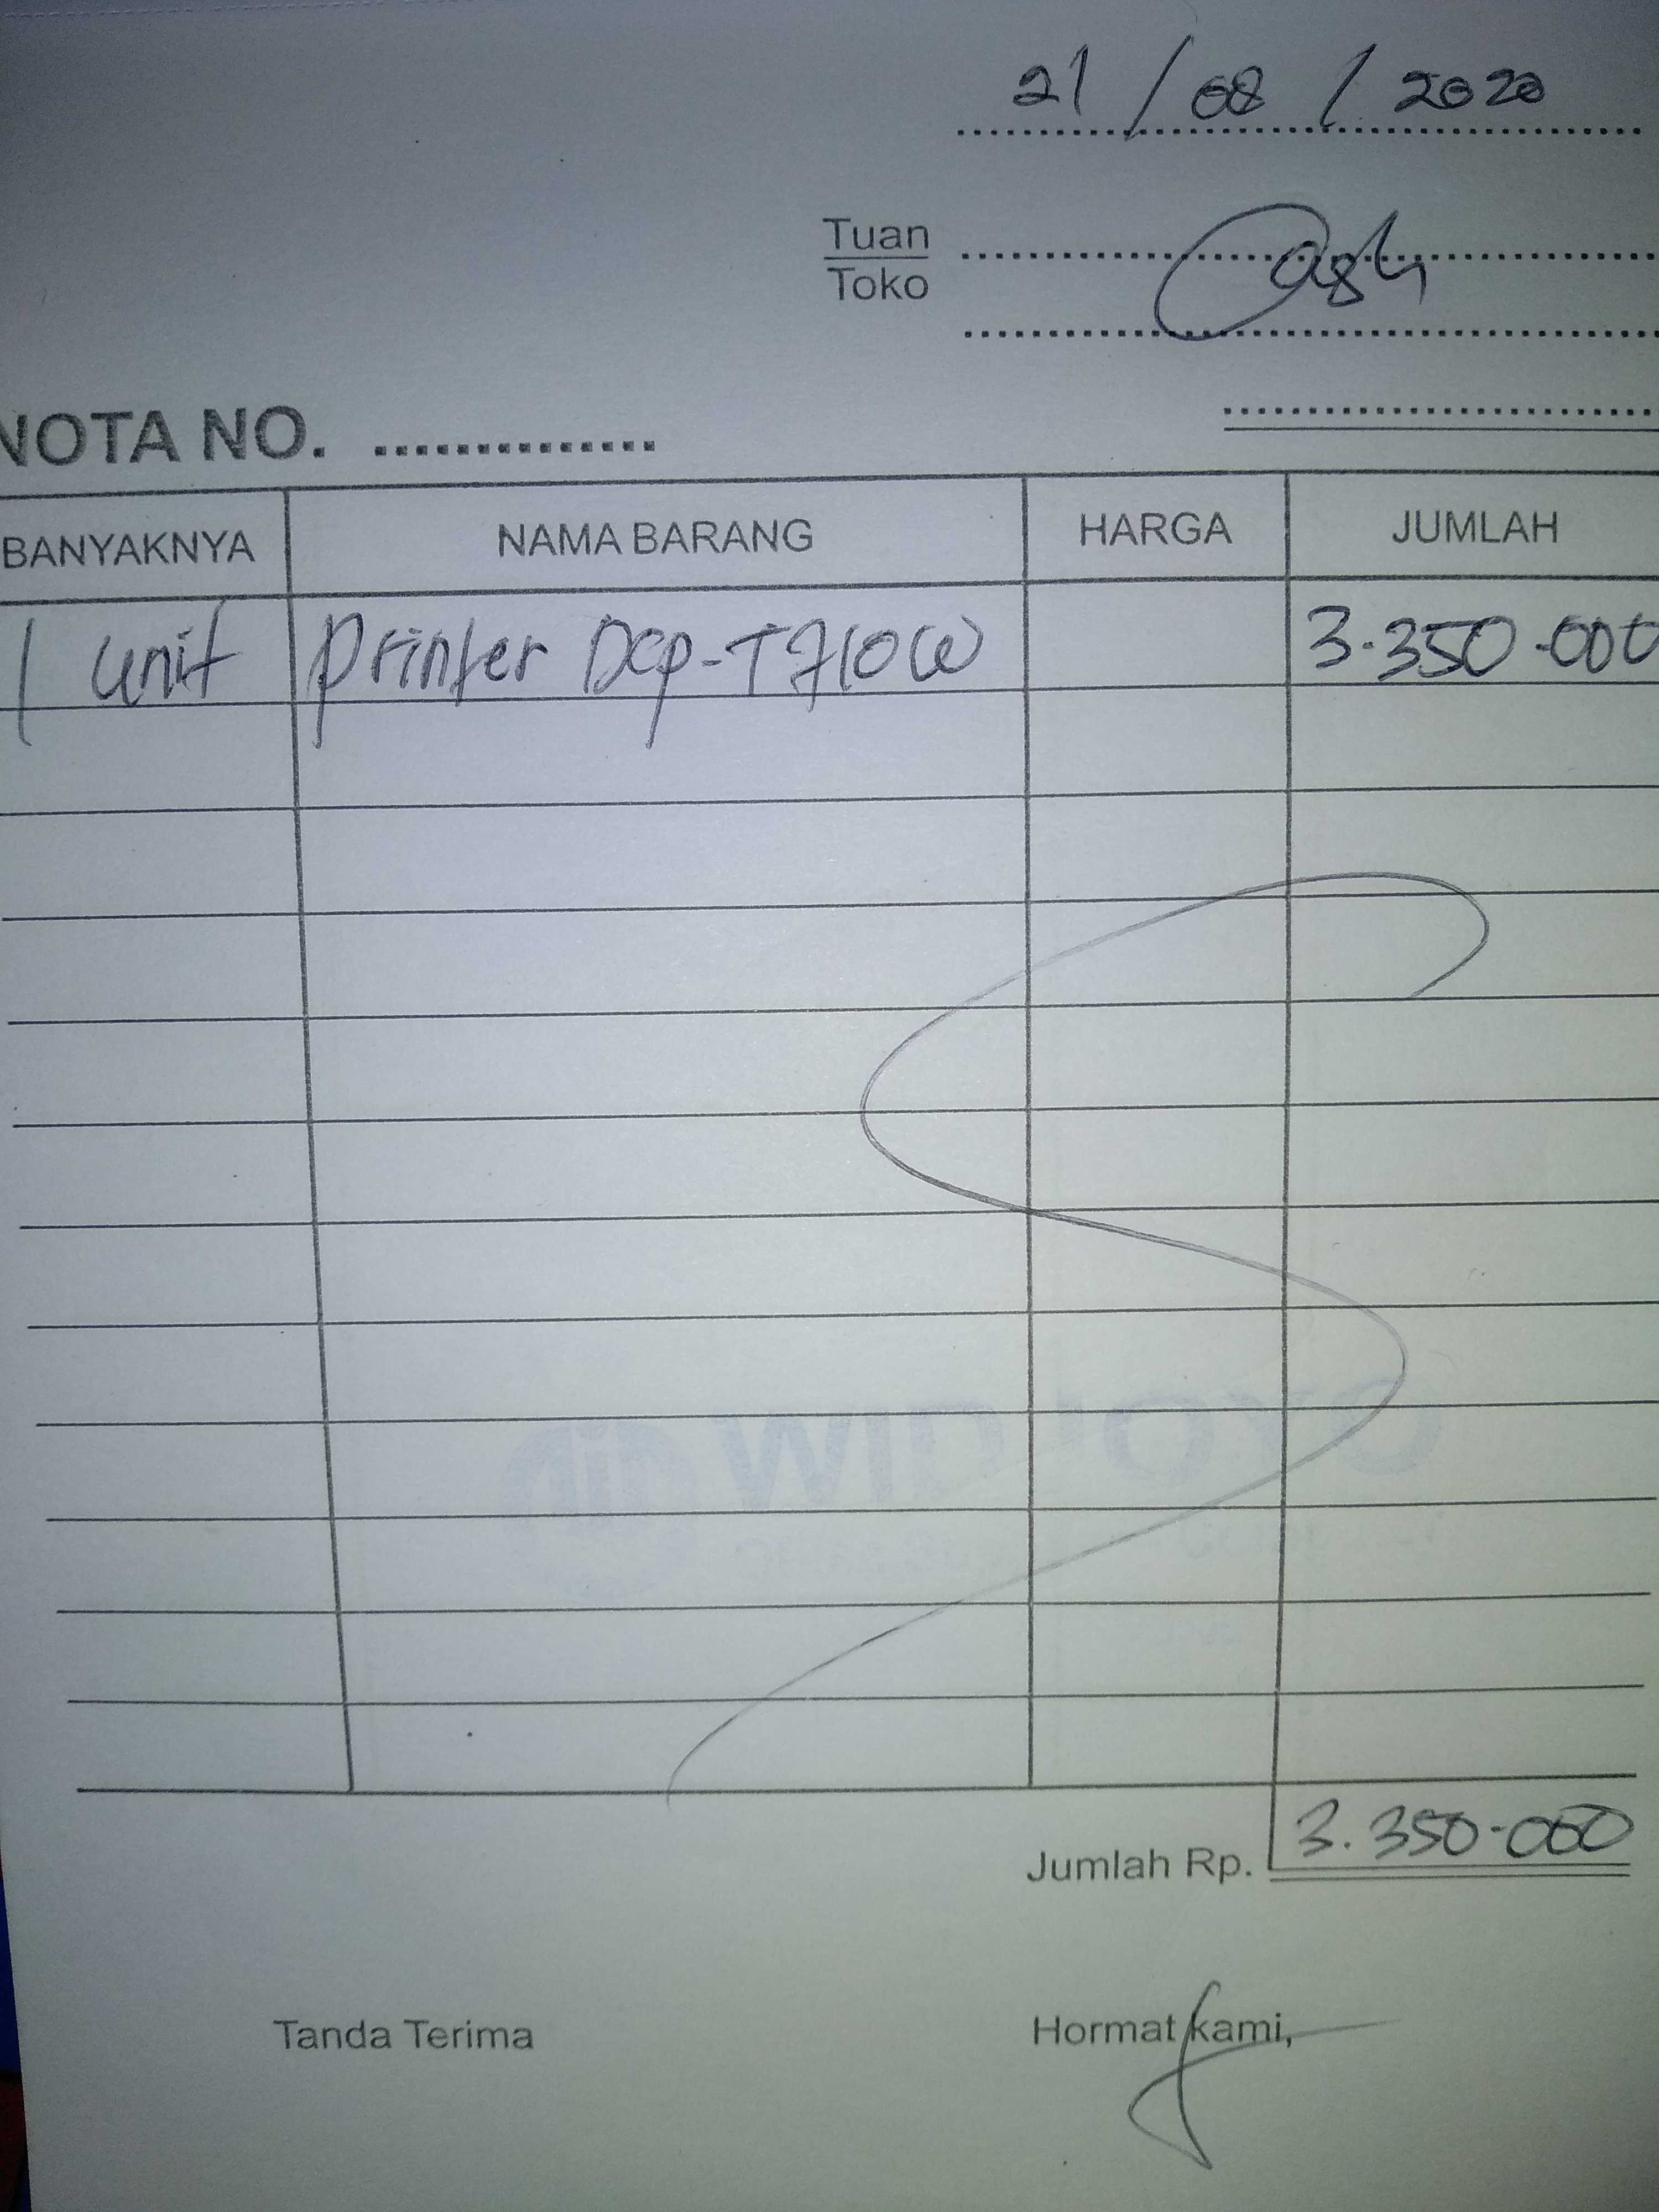 21 / 08 / 2020
Tuan
Toko
Cash
NOTA NO. ..............
BANYAKNYA NAMA BARANG HARGA JUMLAH
1 unit Printer DCP-T710W 3.350.000
Jumlah Rp. 3.350.000
Tanda Terima Hormat kami,